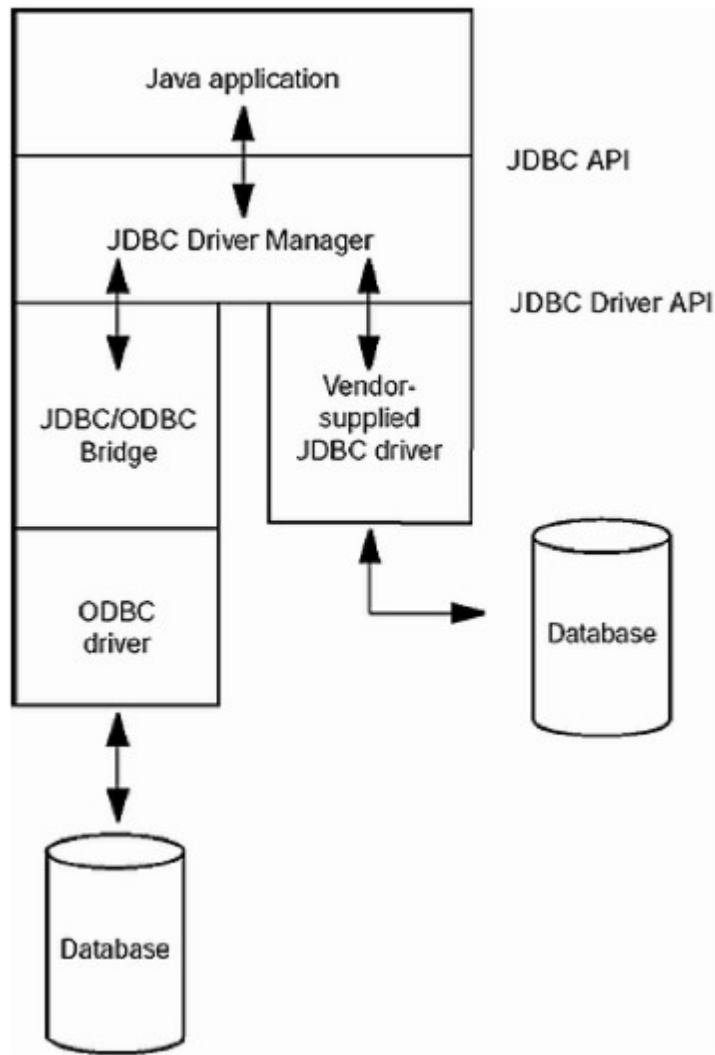 Java application
JDBC API
JDBC Driver Manager
JDBC Driver API
JDBC/ODBC
Bridge
Vendor-
supplied
JDBC driver
ODBC
driver
Database
Database